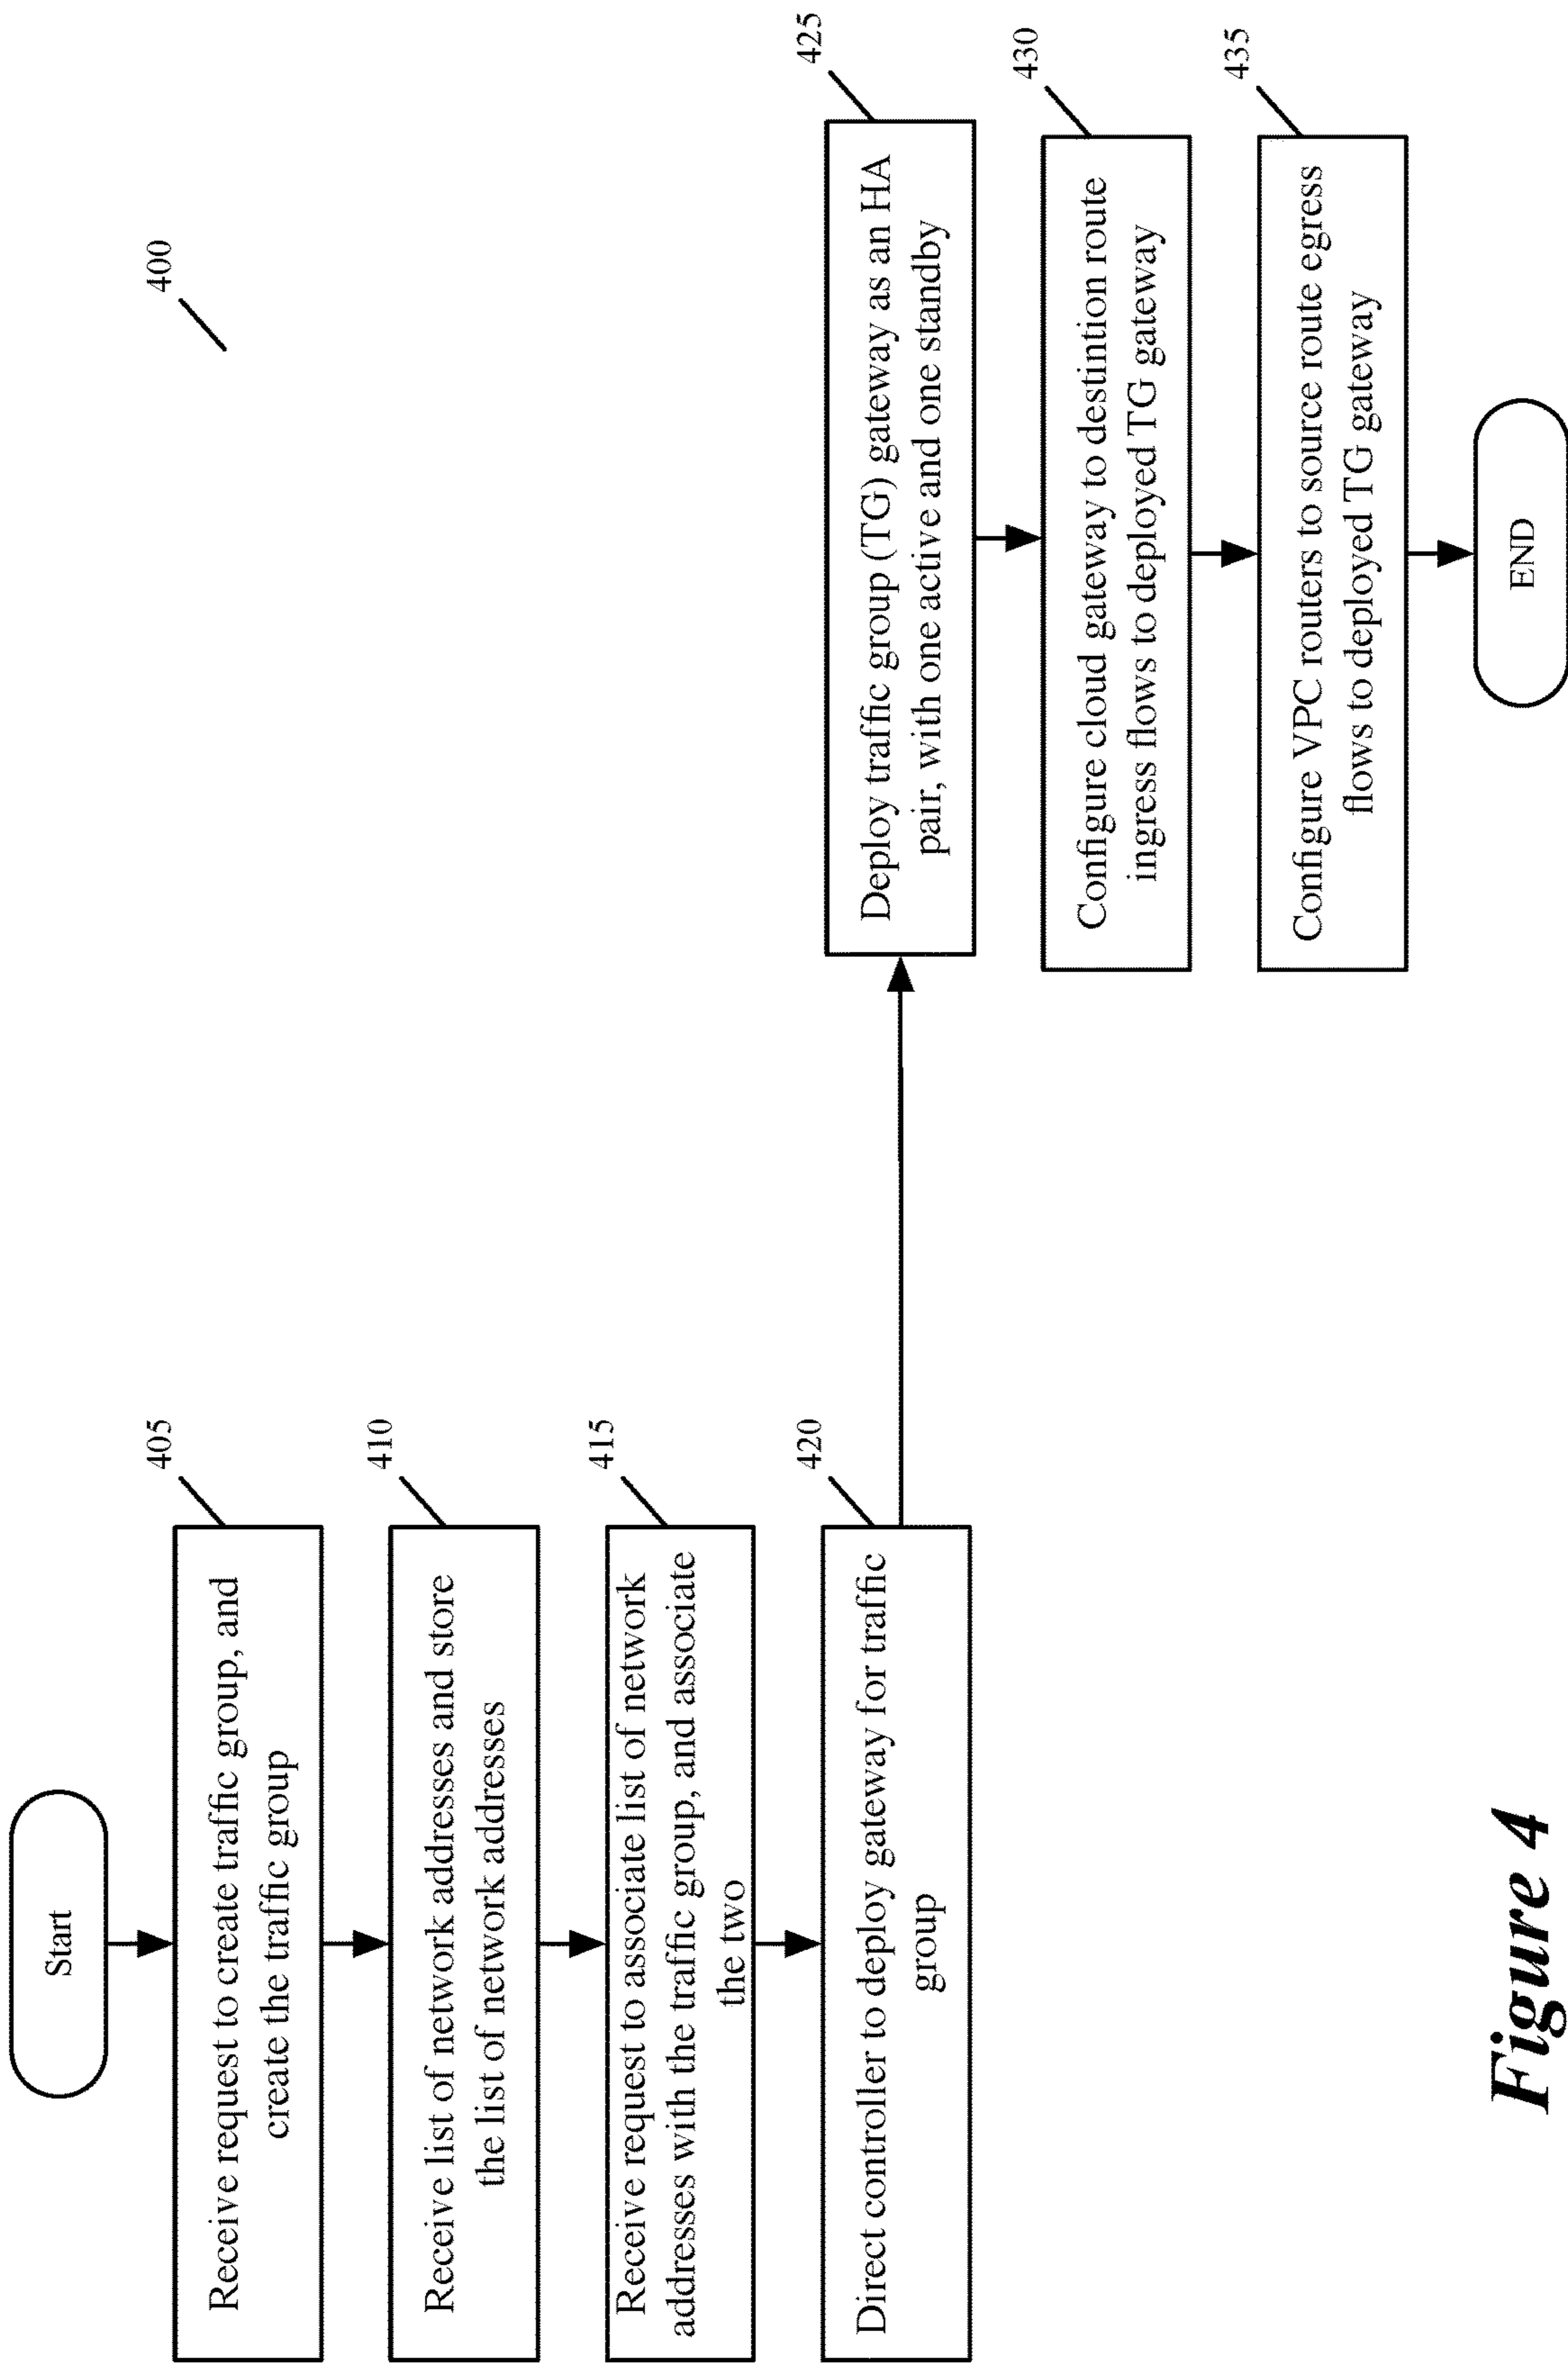 400
Start
405
Receive request to create traffic group, and
create the traffic group
410
Receive list of network addresses and store
the list of network addresses
415
Receive request to associate list of network
addresses with the traffic group, and associate
the two
420
Direct controller to deploy gateway for traffic
group
425
Deploy traffic group (TG) gateway as an HA
pair, with one active and one standby
430
Configure cloud gateway to destintion route
ingress flows to deployed TG gateway
435
Configure VPC routers to source route egress
flows to deployed TG gateway
END
Figure 4